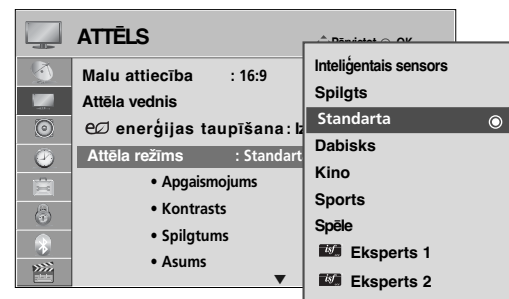 ATTĒLS
Pārvietot OK
Malu attiecība : 16:9
Attēla vednis
enerģijas taupīšana :
Attēla režīms : Standart
• Apgaismojums
• Kontrasts
• Spilgtums
• Asums
Inteliģentais sensors
Spilgts
Standarta
Dabisks
Kino
Sports
Spēle
isf Eksperts 1
isf Eksperts 2